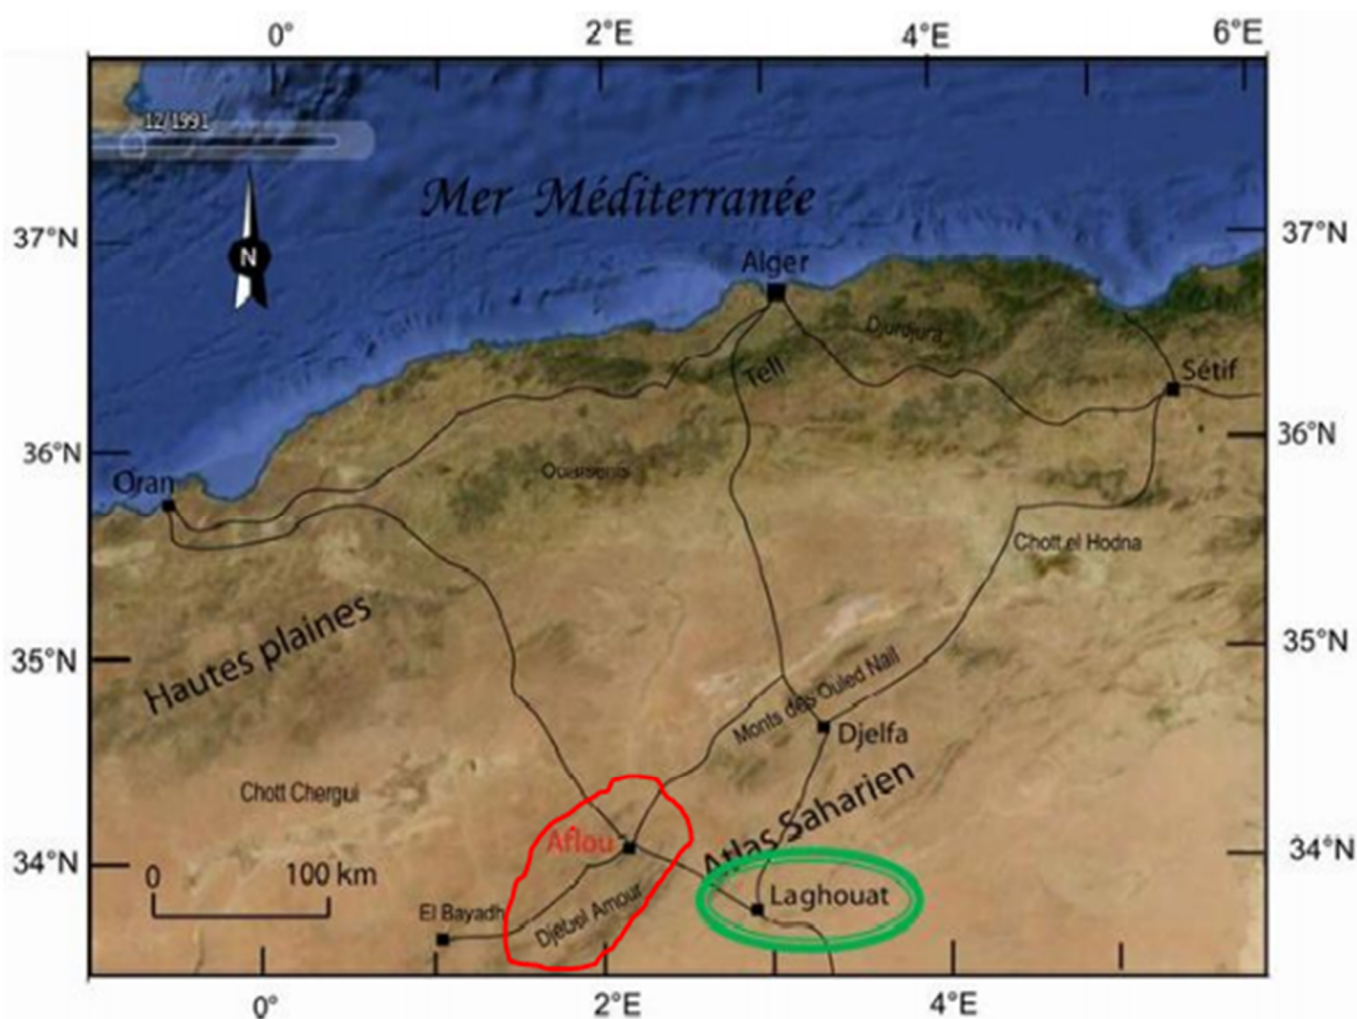 0° 2°E 4°E 6°E
12/1991
Mer Méditerranée
N
37°N 37°N
Alger
Djurdjura
Tell
Sétif
36°N 36°N
Ouarsenis
Oran
Chott el Hodna
Hautes plaines
35°N 35°N
Monts des Ouled Nail
Djelfa
Chott Chergui
Atlas Saharien
Aflou
34°N 34°N
0 100 km
Laghouat
El Bayadh
Djebel Amour
0° 2°E 4°E